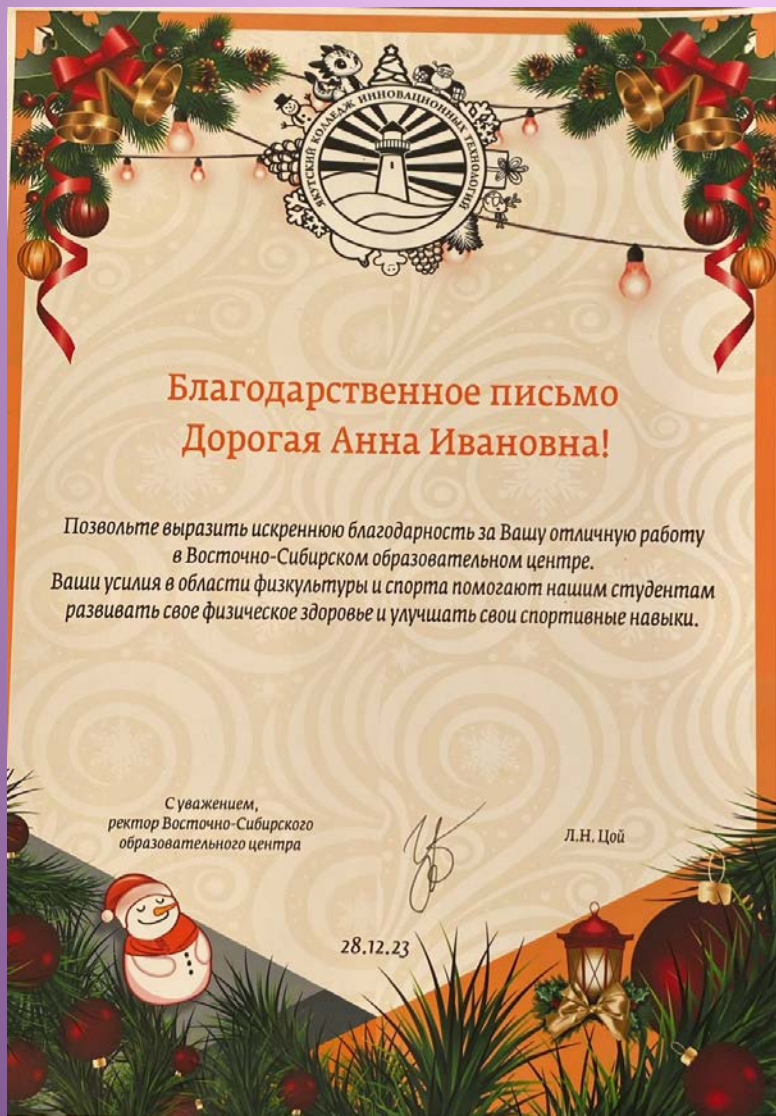 ЯКУТСКИЙ КОЛЛЕДЖ ИННОВАЦИОННЫХ ТЕХНОЛОГИЙ
Благодарственное письмо
Дорогая Анна Ивановна!
Позвольте выразить искреннюю благодарность за Вашу отличную работу
в Восточно-Сибирском образовательном центре.
Ваши усилия в области физкультуры и спорта помогают нашим студентам
развивать свое физическое здоровье и улучшать свои спортивные навыки.
С уважением,
ректор Восточно-Сибирского
образовательного центра
Л.Н. Цой
28.12.23